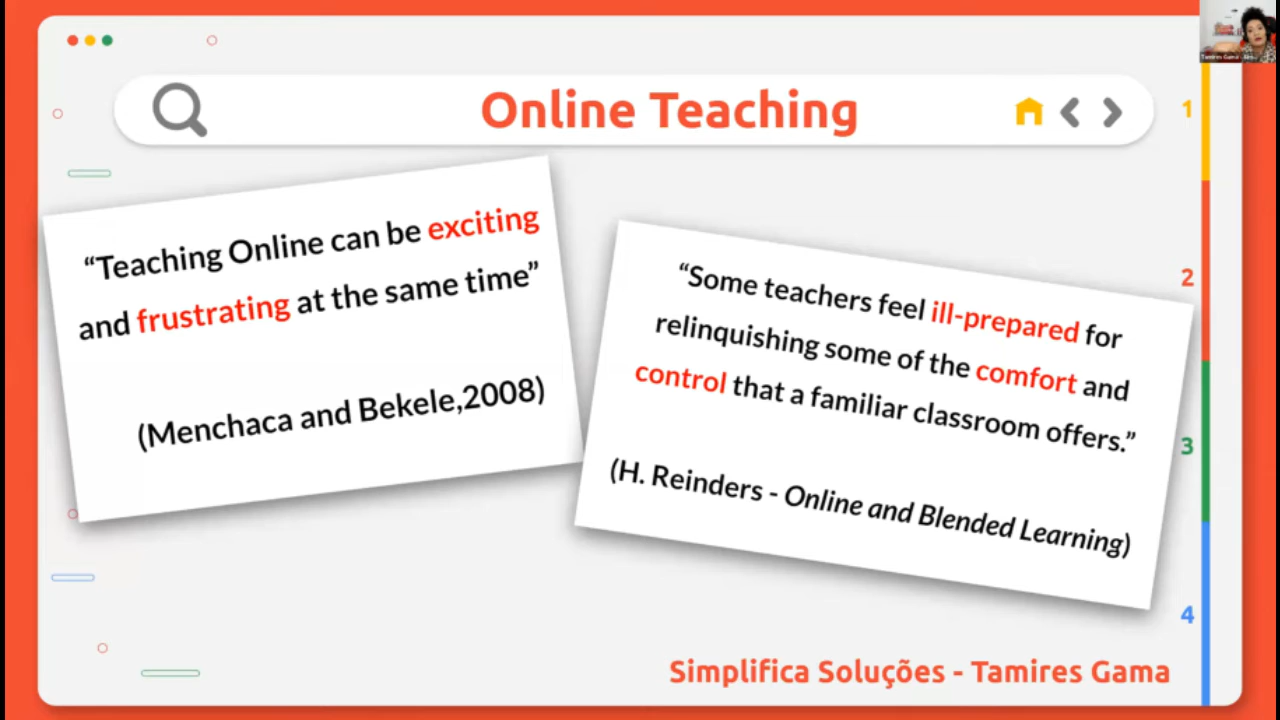 Online Teaching
“Teaching Online can be exciting
and frustrating at the same time”
(Menchaca and Bekele,2008)
“Some teachers feel ill-prepared for
relinquishing some of the comfort and
control that a familiar classroom offers.”
(H. Reinders - Online and Blended Learning)
1
2
3
4
Simplifica Soluções - Tamires Gama
Tamires Gama -